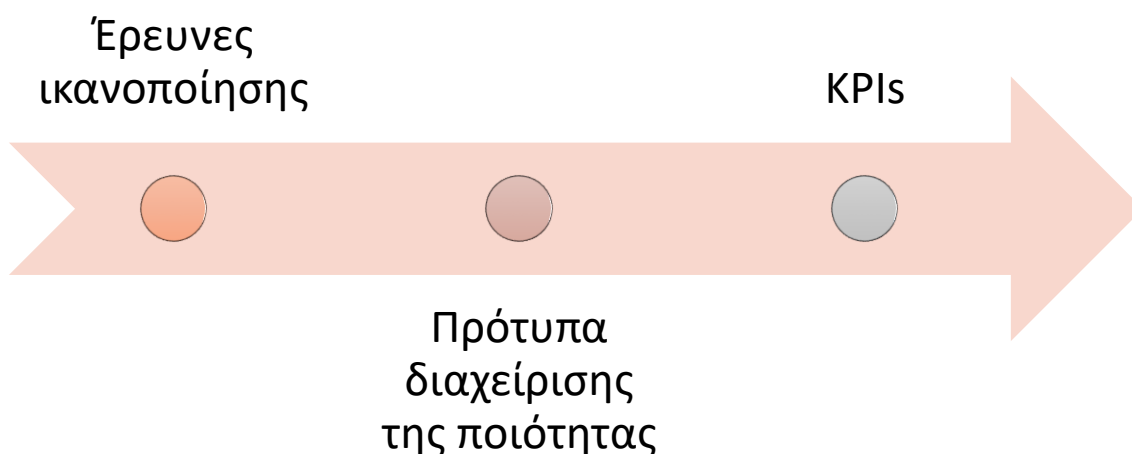 Έρευνες
ικανοποίησης
Πρότυπα
διαχείρισης
της ποιότητας
KPIs